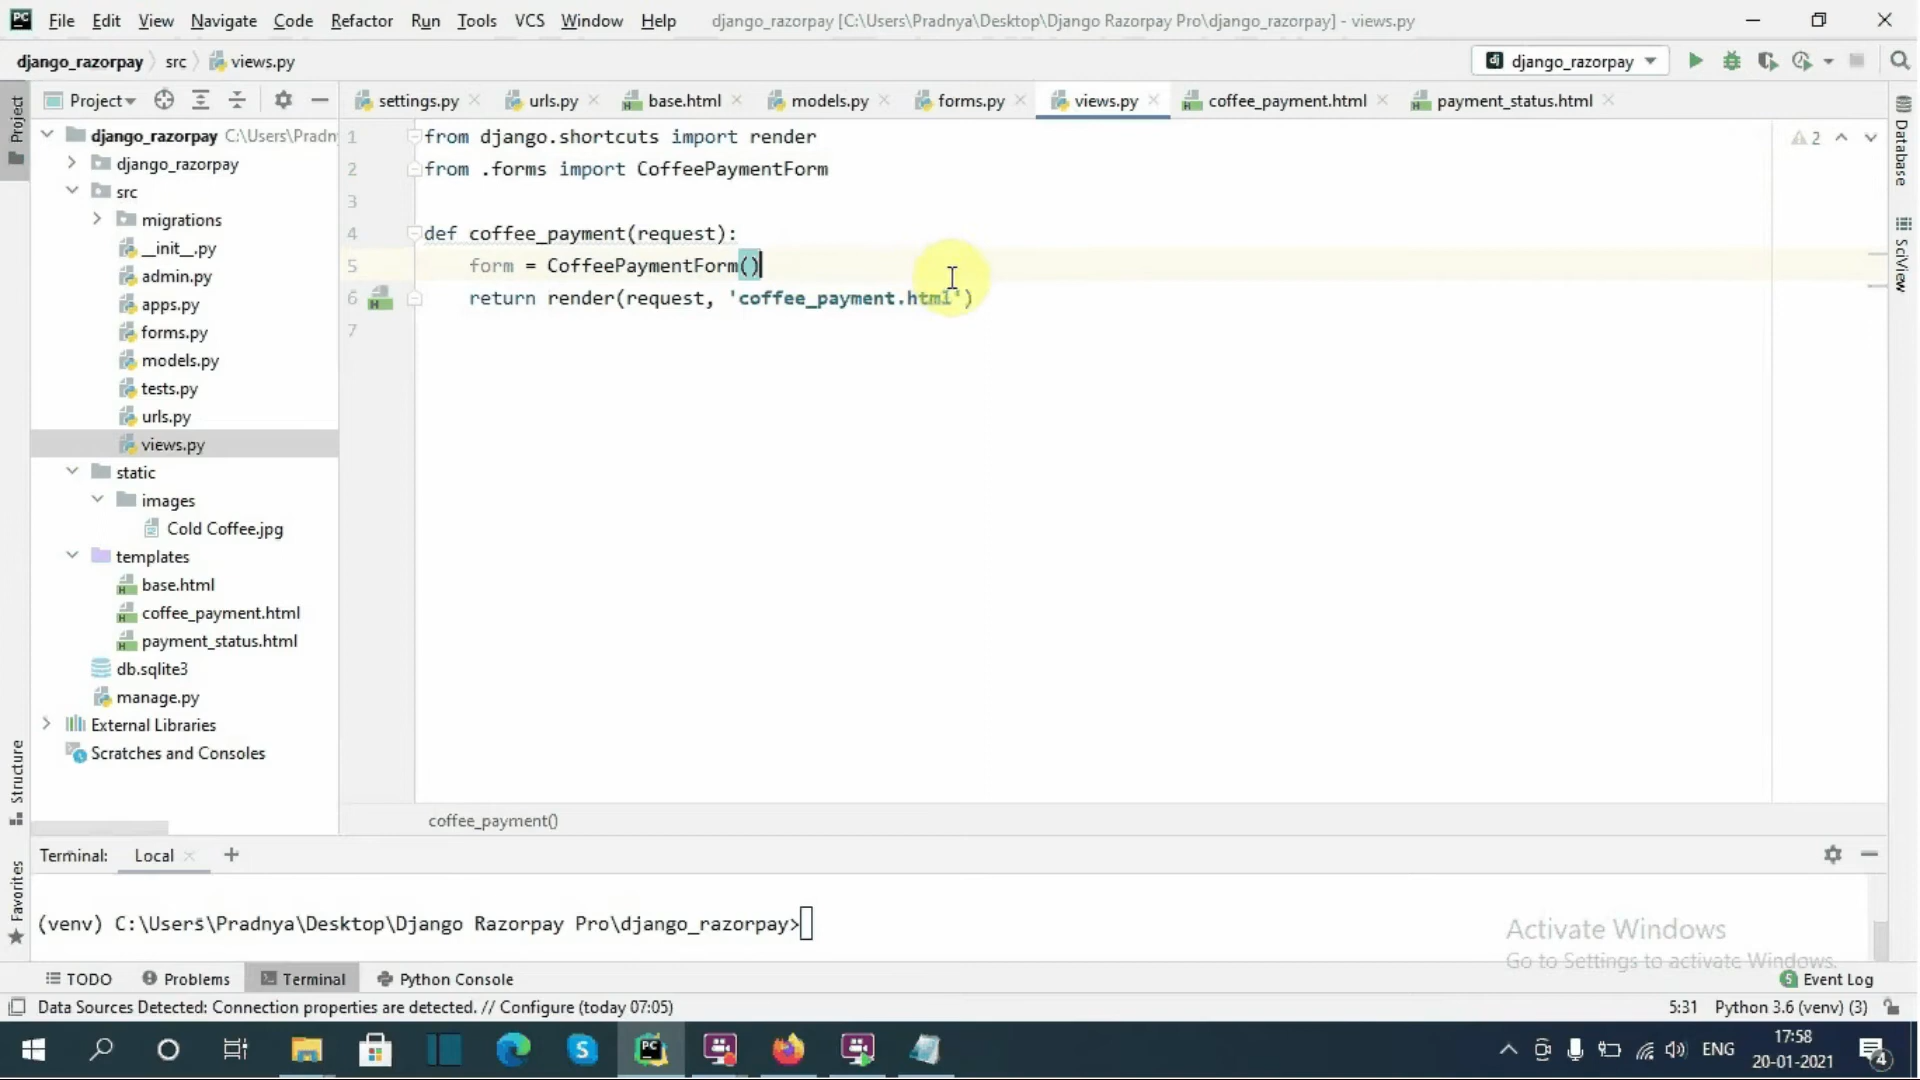 PC File Edit View Navigate Code Refactor Run Tools VCS Window Help django_razorpay [C:\Users\Pradnya\Desktop\Django Razorpay Pro\django_razorpay] - views.py
django_razorpay src views.py dj django_razorpay
Project settings.py urls.py base.html models.py forms.py views.py coffee_payment.html payment_status.html
Project
Database
SciView
Structure
Favorites
django_razorpay C:\Users\Pradn
django_razorpay
src
migrations
__init__.py
admin.py
apps.py
forms.py
models.py
tests.py
urls.py
views.py
static
images
Cold Coffee.jpg
templates
base.html
coffee_payment.html
payment_status.html
db.sqlite3
manage.py
External Libraries
Scratches and Consoles
1 from django.shortcuts import render
2 from .forms import CoffeePaymentForm
3
4 def coffee_payment(request):
5 form = CoffeePaymentForm()
6 return render(request, 'coffee_payment.html')
7
2
coffee_payment()
Terminal: Local +
(venv) C:\Users\Pradnya\Desktop\Django Razorpay Pro\django_razorpay>
Activate Windows
Go to Settings to activate Windows.
TODO Problems Terminal Python Console 5 Event Log
Data Sources Detected: Connection properties are detected. // Configure (today 07:05) 5:31 Python 3.6 (venv) (3)
PC ENG 17:58
20-01-2021 4